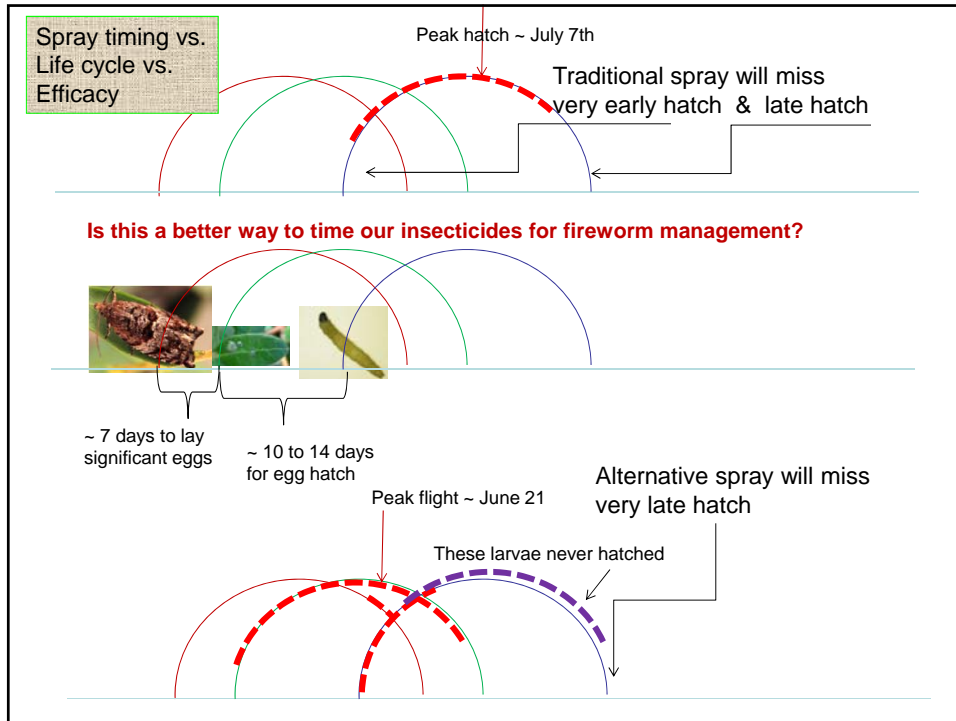 Spray timing vs.
Life cycle vs.
Efficacy
Peak hatch ~ July 7th
Traditional spray will miss
very early hatch & late hatch
Is this a better way to time our insecticides for fireworm management?
~ 7 days to lay
significant eggs
~ 10 to 14 days
for egg hatch
Peak flight ~ June 21
Alternative spray will miss
very late hatch
These larvae never hatched